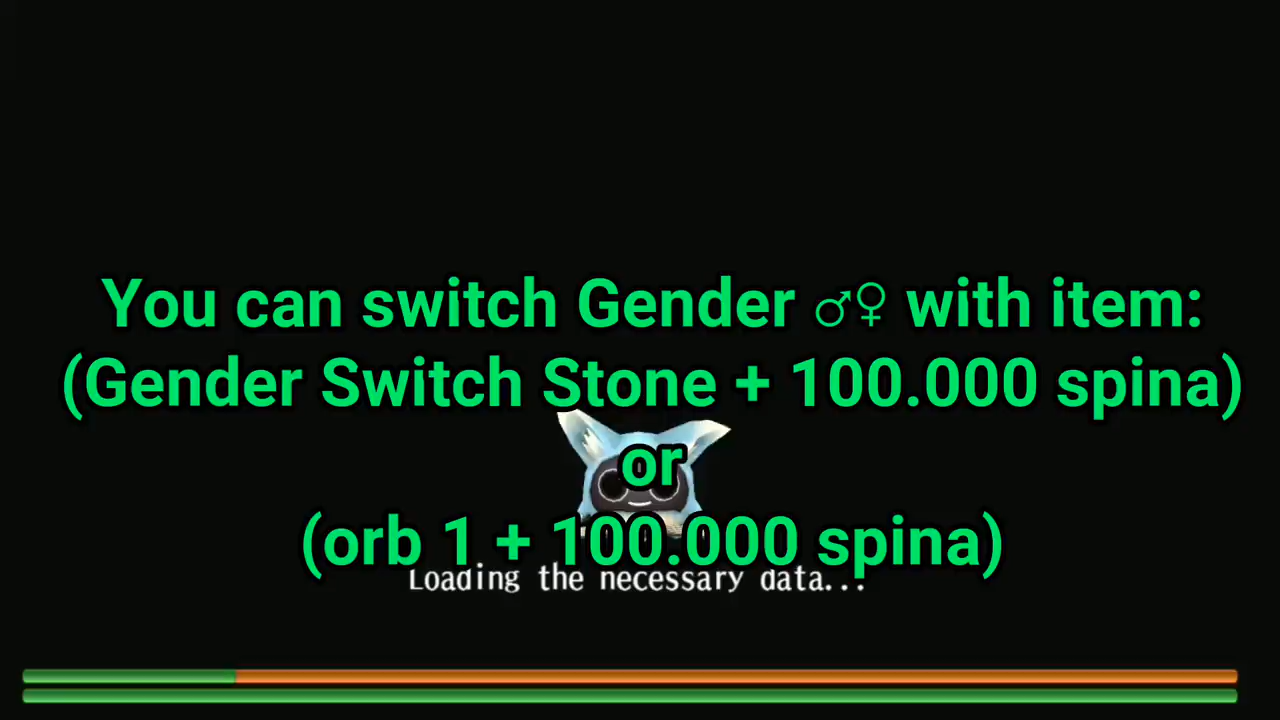 You can switch Gender ♂♀ with item:
(Gender Switch Stone + 100.000 spina)
or
(orb 1 + 100.000 spina)
Loading the necessary data...